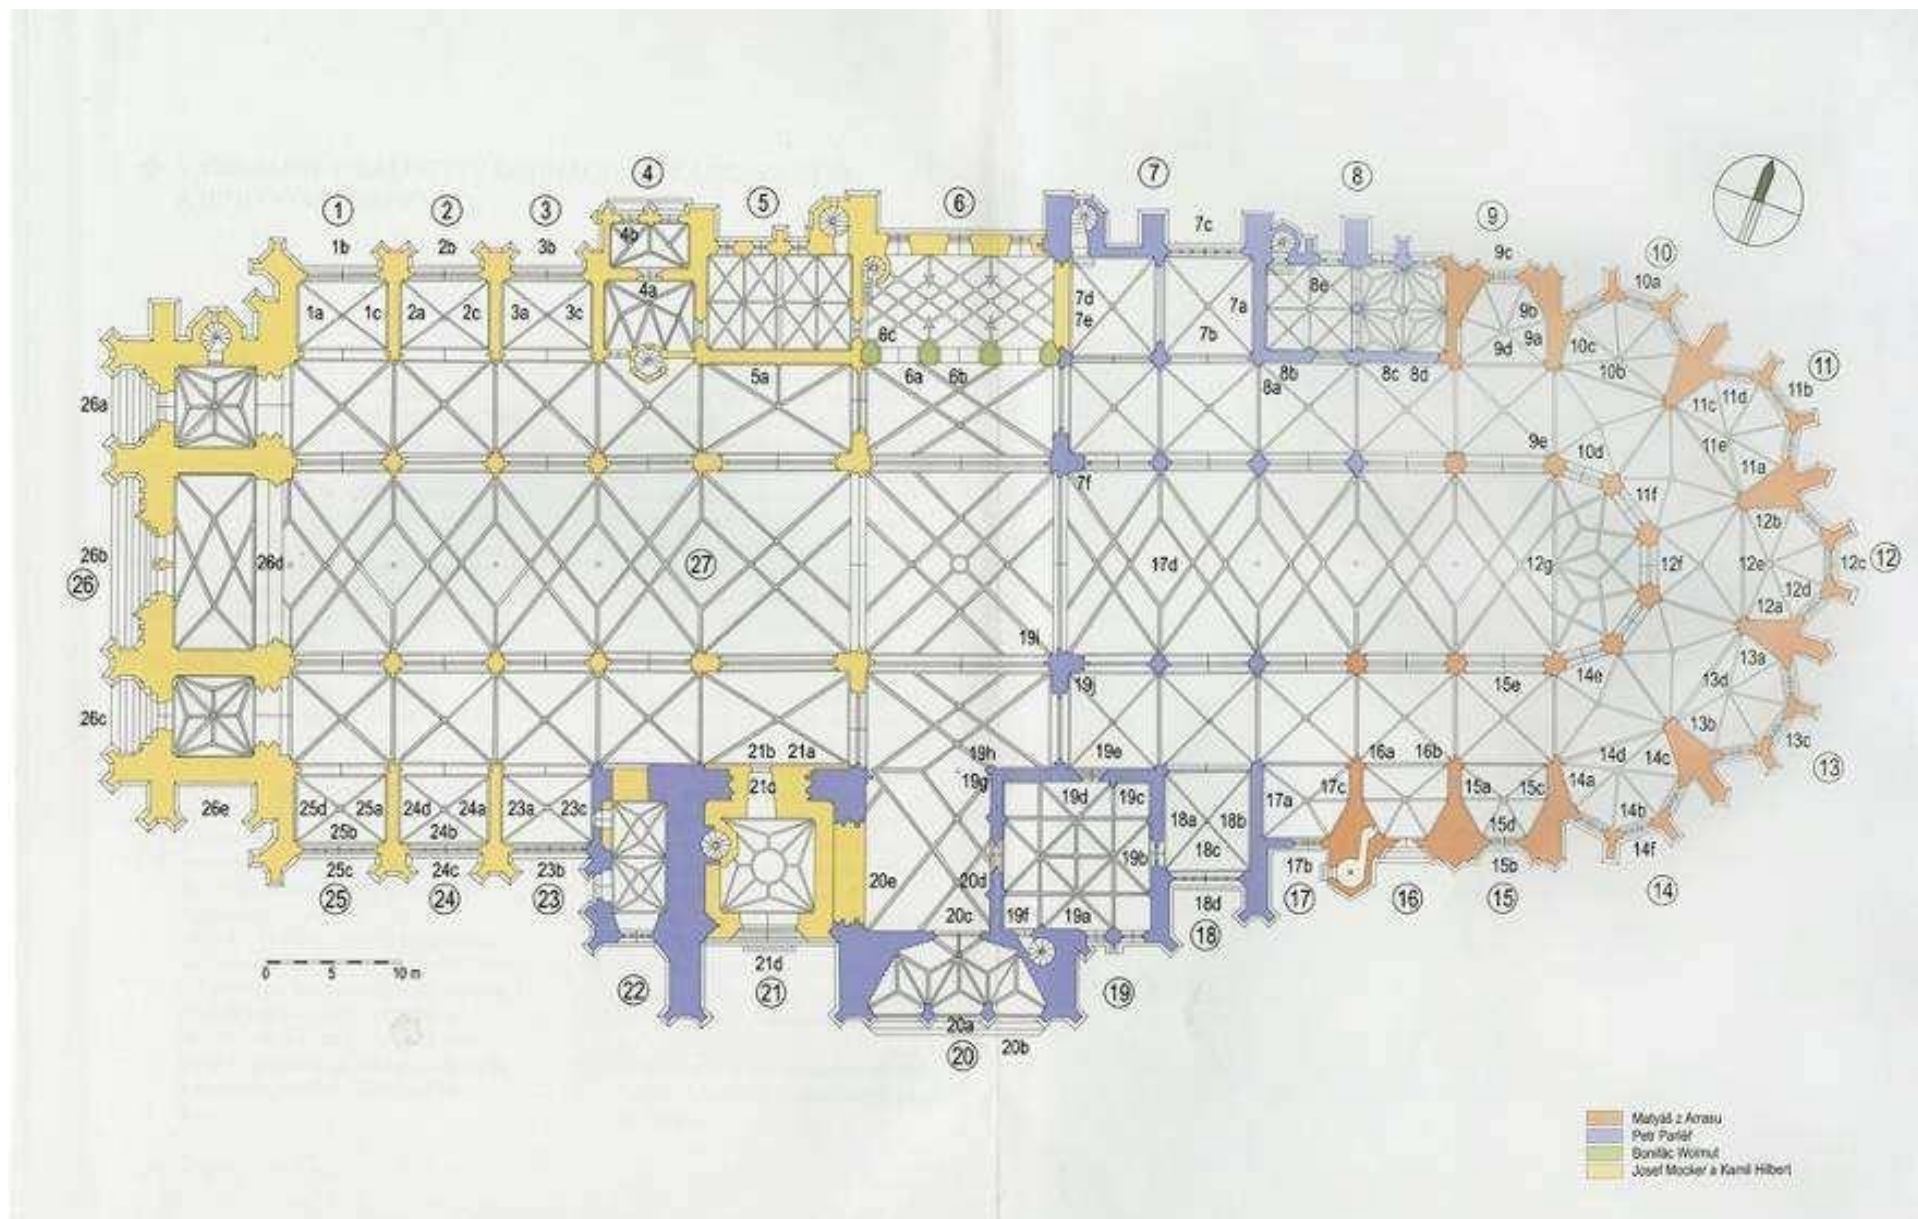 4
7
8
5
6
1
2
3
9
7c
1b
2b
3b
4b
9c
10
10a
8e
4a
7d
7a
9b
1a
1c
2a
2c
3a
3c
7e
6c
7b
9a
10c
9d
11
5a
6a
6b
8b
8c
8d
10b
8a
11d
11b
26a
11c
9e
11e
10d
11a
7f
11f
12b
26b
26d
27
17d
12g
12f
12e
12c
12
26
12d
12a
19i
13a
14e
19j
15e
13d
26c
13b
13c
21b
21a
19h
19e
16a
16b
14d
14c
13
19g
21c
26e
25d
25a
24d
24a
23a
23c
19d
19c
17a
17c
15a
15c
14a
25b
24b
18a
18b
15d
14b
18c
19b
14f
25c
24c
23b
20e
20d
17b
15b
25
24
23
18d
17
16
15
14
20c
19f
19a
18
0 5 10 m
21d
22
21
19
20a
20b
20
Matyáš z Arrasu
Petr Parléř
Bonifác Wolmut
Josef Mocker a Kamil Hilbert